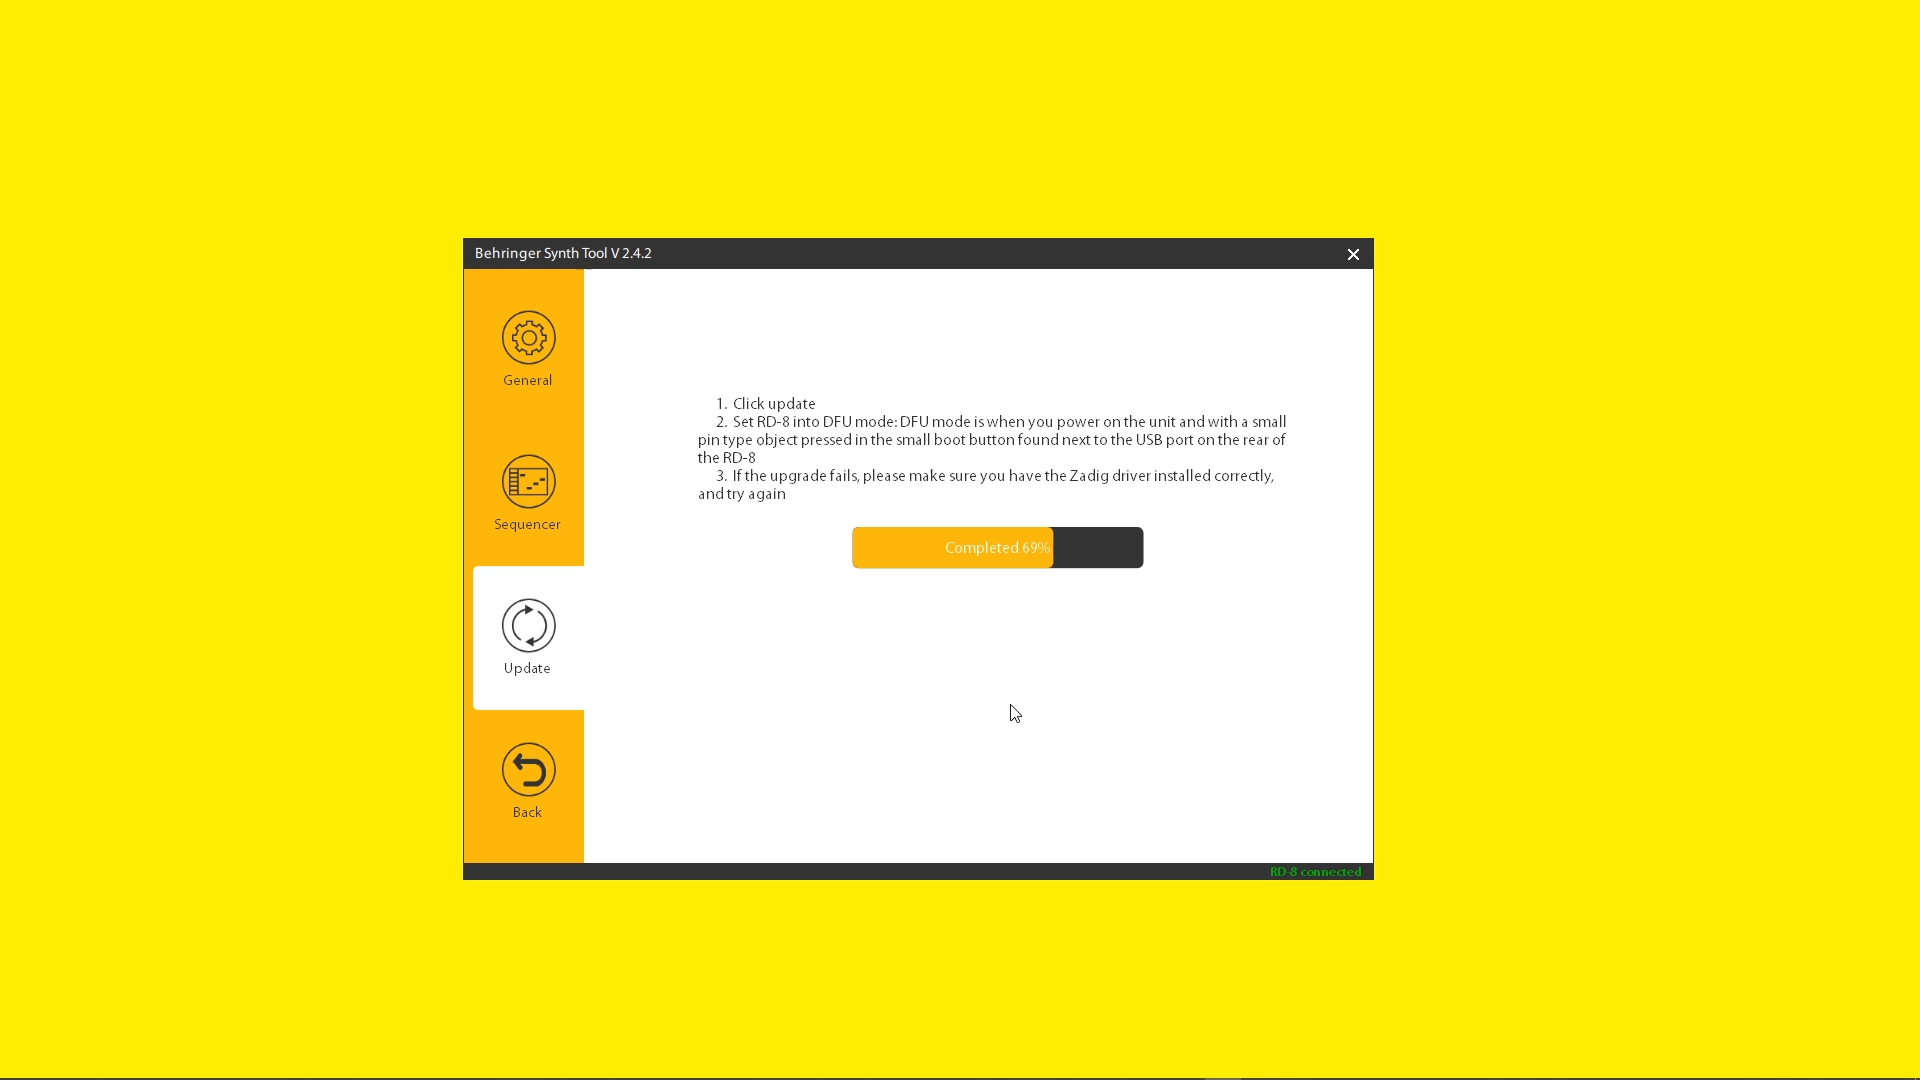 Behringer Synth Tool V 2.4.2
General
Sequencer
Update
Back
1. Click update
2. Set RD-8 into DFU mode: DFU mode is when you power on the unit and with a small
pin type object pressed in the small boot button found next to the USB port on the rear of
the RD-8
3. If the upgrade fails, please make sure you have the Zadig driver installed correctly,
and try again
Completed 69%
RD-8 connected